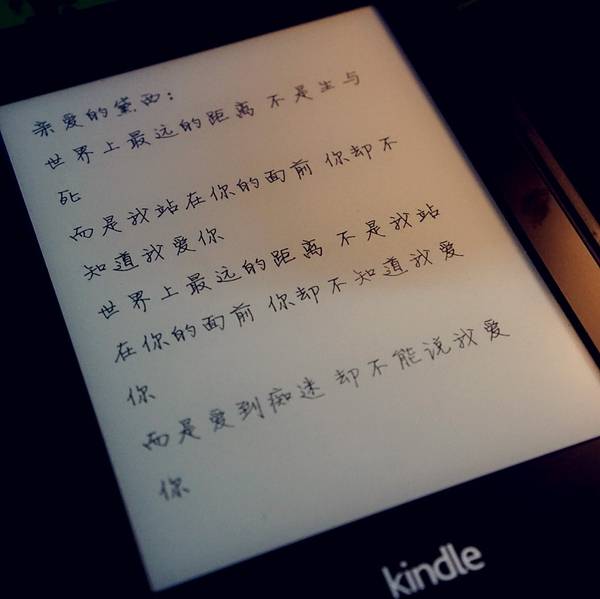 亲爱的黛西：
世界上最远的距离 不是生与
死
而是我站在你的面前 你却不
知道我爱你
世界上最远的距离 不是我站
在你的面前 你却不知道我爱
你
而是爱到痴迷 却不能说我爱
你
kindle